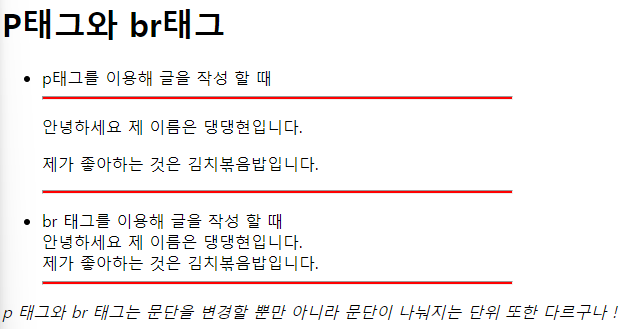 P태그와 br태그
p태그를 이용해 글을 작성 할 때
안녕하세요 제 이름은 댕댕현입니다.
제가 좋아하는 것은 김치볶음밥입니다.
br 태그를 이용해 글을 작성 할 때
안녕하세요 제 이름은 댕댕현입니다.
제가 좋아하는 것은 김치볶음밥입니다.
p 태그와 br 태그는 문단을 변경할 뿐만 아니라 문단이 나눠지는 단위 또한 다르구나 !